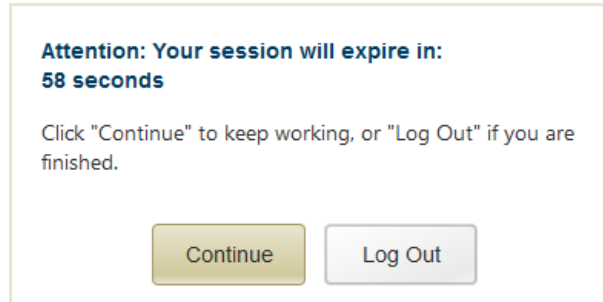 Attention: Your session will expire in:
58 seconds
Click "Continue" to keep working, or "Log Out" if you are
finished.
Continue
Log Out